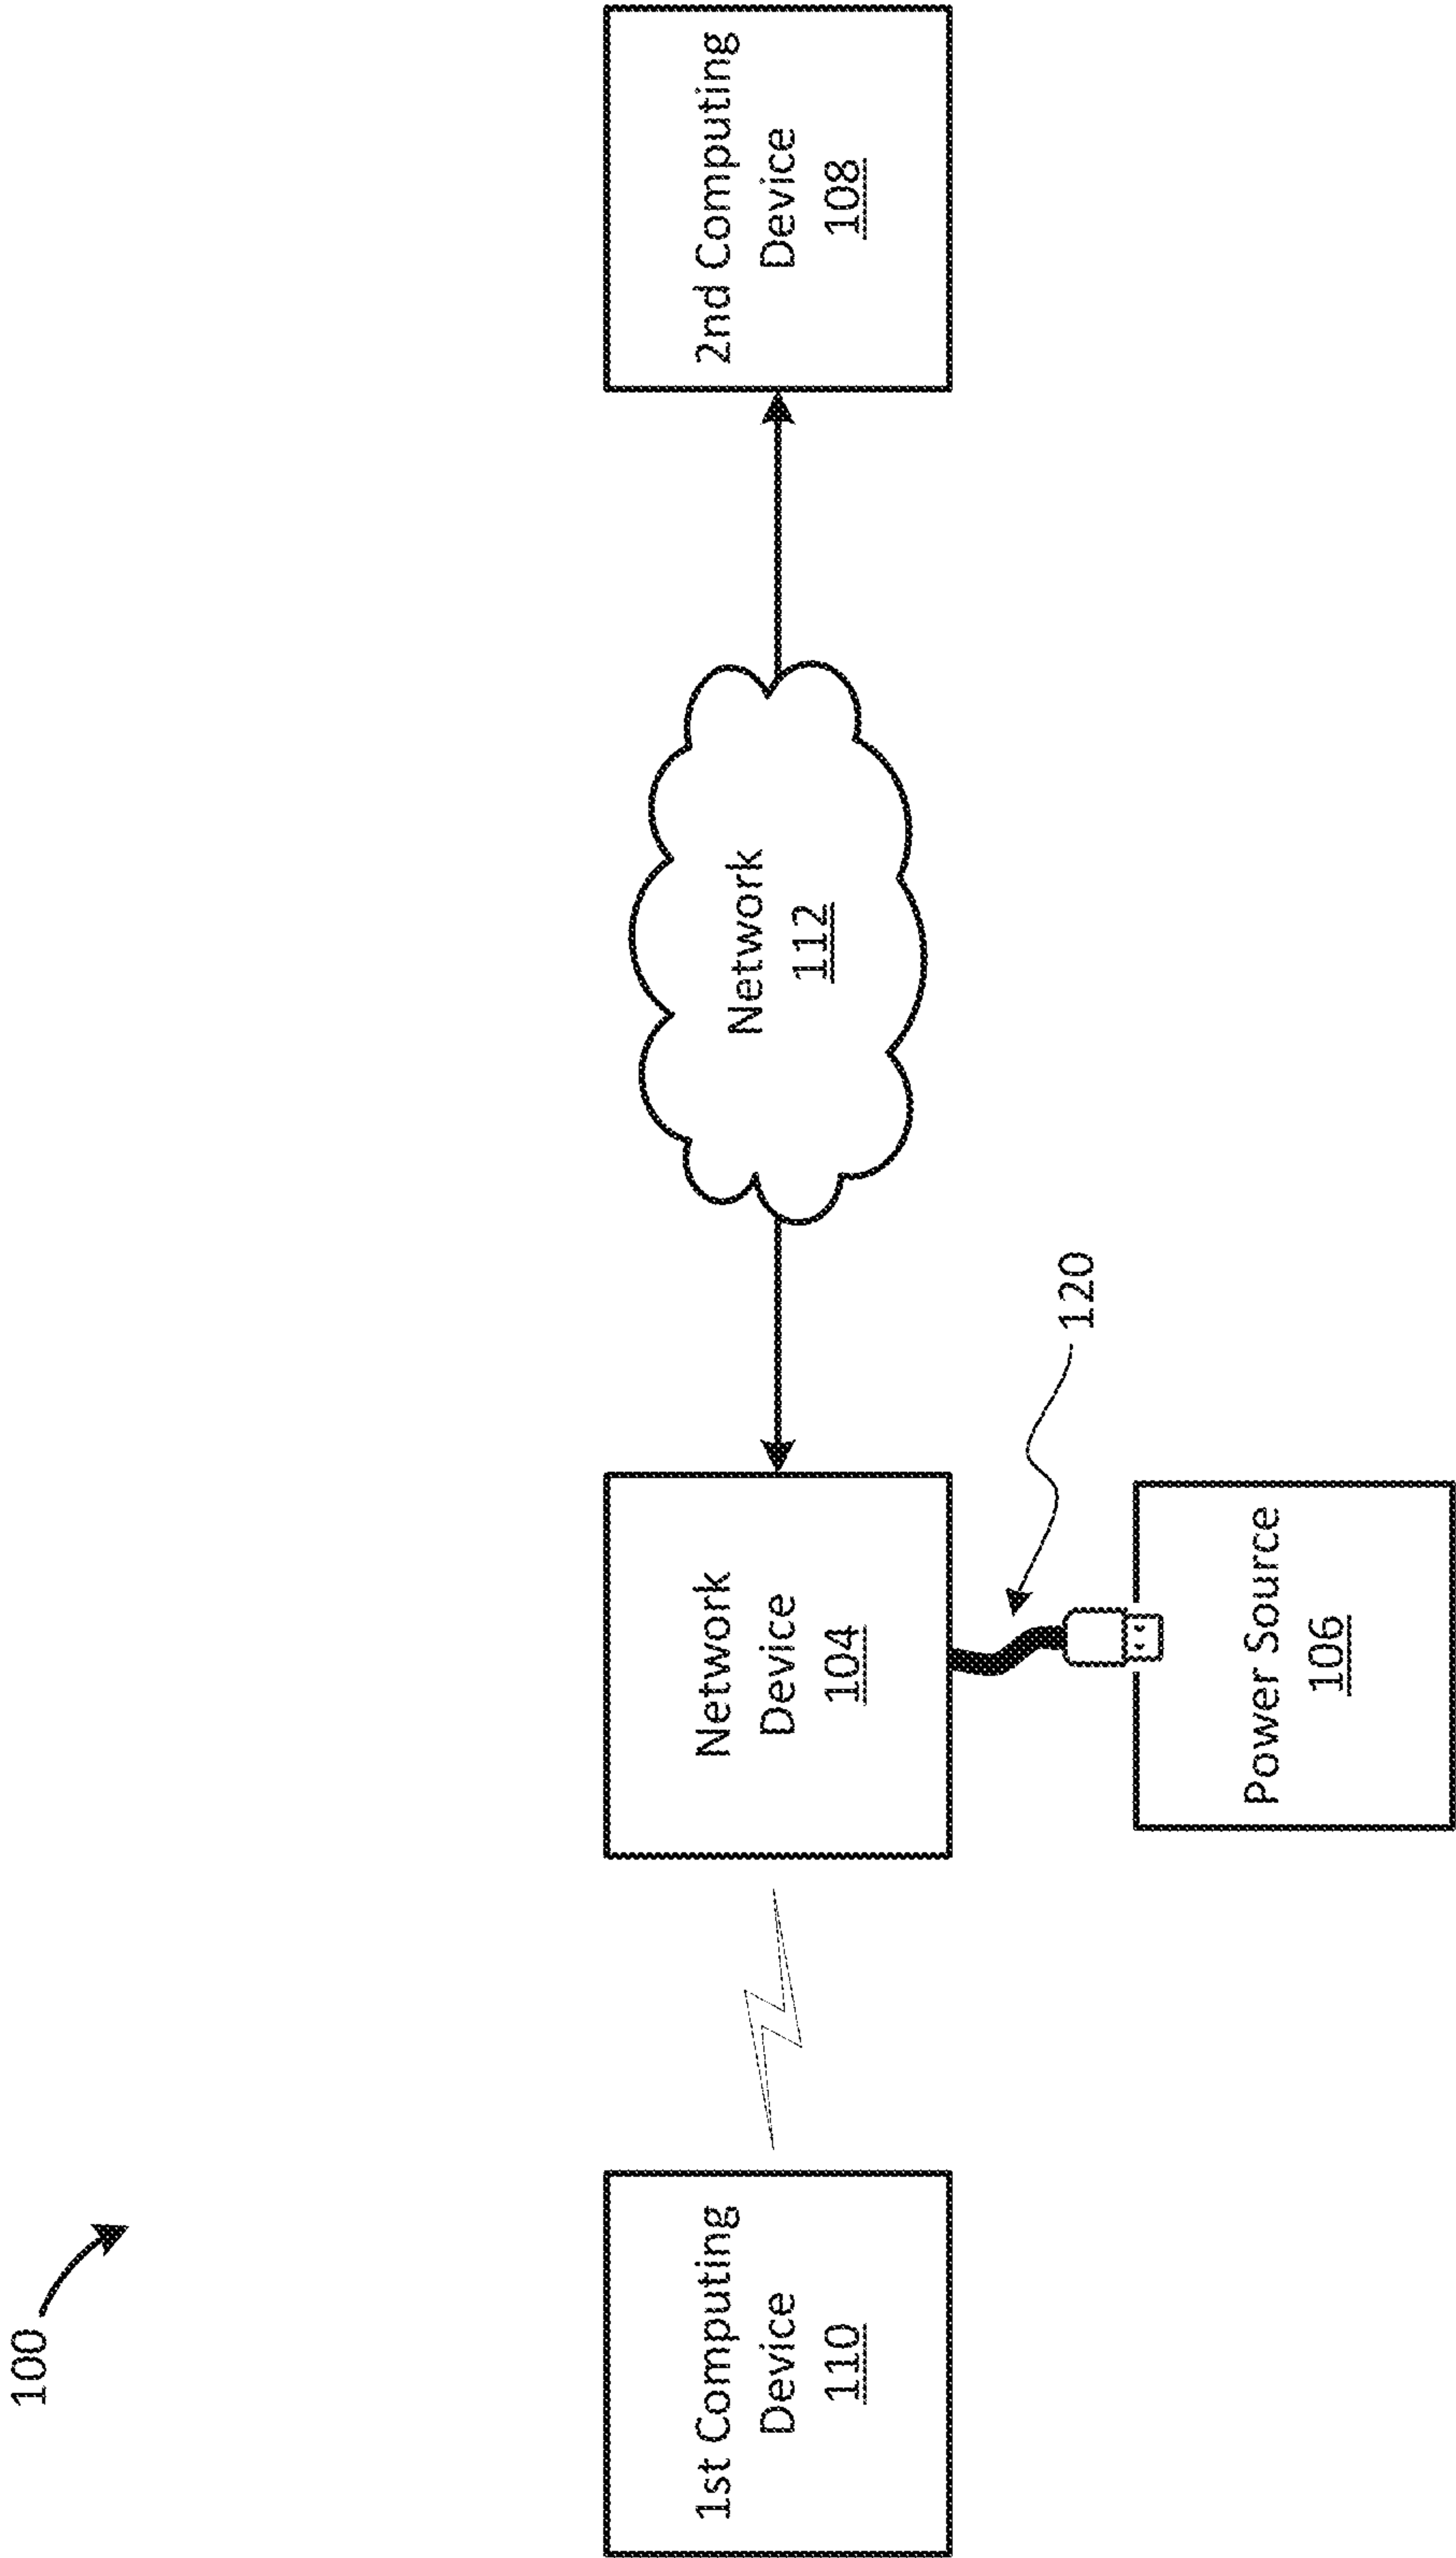 100
1st Computing
Device
110
Network
Device
104
120
Power Source
106
Network
112
2nd Computing
Device
108